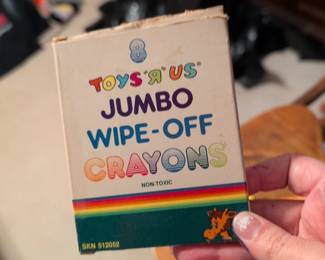 8
TOYS "Я" US®
JUMBO
WIPE-OFF
CRAYONS
NON-TOXIC
SKN 512052